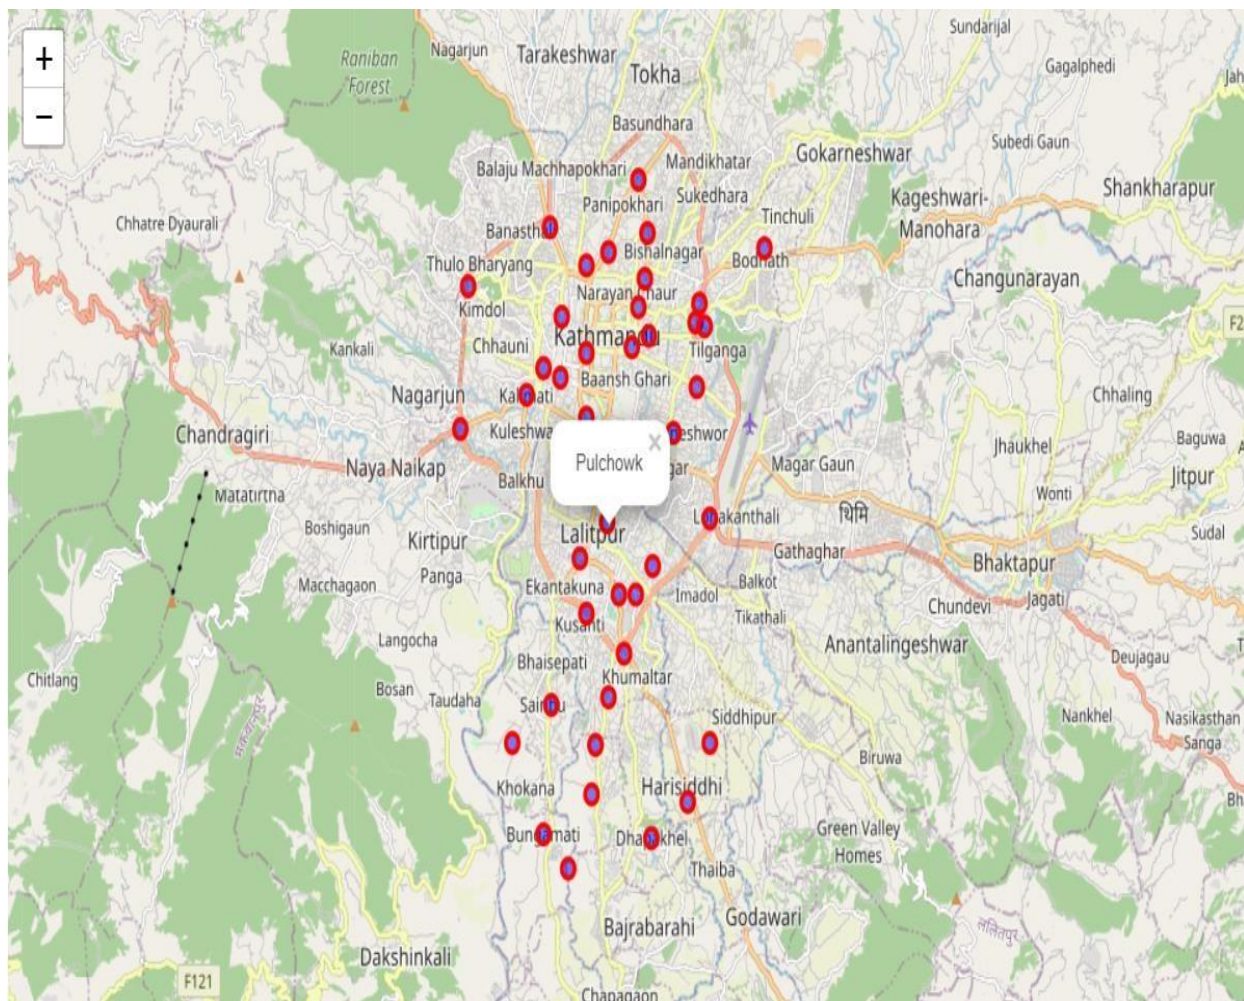 +
−
Raniban
Forest
Nagarjun
Tarakeshwar
Tokha
Sundarijal
Gagalphedi
Basundhara
Mandikhatar
Gokarneshwar
Subedi Gaun
Balaju
Machhapokhari
Sukedhara
Kageshwari-
Manohara
Shankharapur
Panipokhari
Tinchuli
Chhatre Dyaurali
Bishalnagar
Bodhath
Thulo Bharyang
Changunarayan
Narayan Chaur
Kimdol
Kathmandu
Kankali
Chhauni
Tilganga
Baansh Ghari
Chhaling
Nagarjun
Chandragiri
Naya Naikap
Pulchowk
×
Jhaukhel
Baguwa
Magar Gaun
Jitpur
Balkhu
Matatirtha
Wonti
Boshigaun
थिमि
Sudal
Kirtipur
Lalitpur
Gathaghar
Bhaktapur
Panga
Ekantakuna
Balkot
Macchagaon
Imadol
Jagati
Chundevi
Tikathali
Kusanti
Langocha
Anantalingeshwar
Bhaisepati
Deujagau
Chitlang
Khumaltar
Bosan
Taudaha
Siddhipur
Nankhel
Nasikasthan
Sanga
Biruwa
Khokana
Harisiddhi
Green Valley
Homes
Thaiba
Godawari
ललितपुर
Bajrabarahi
Dakshinkali
F121
Chapagaon